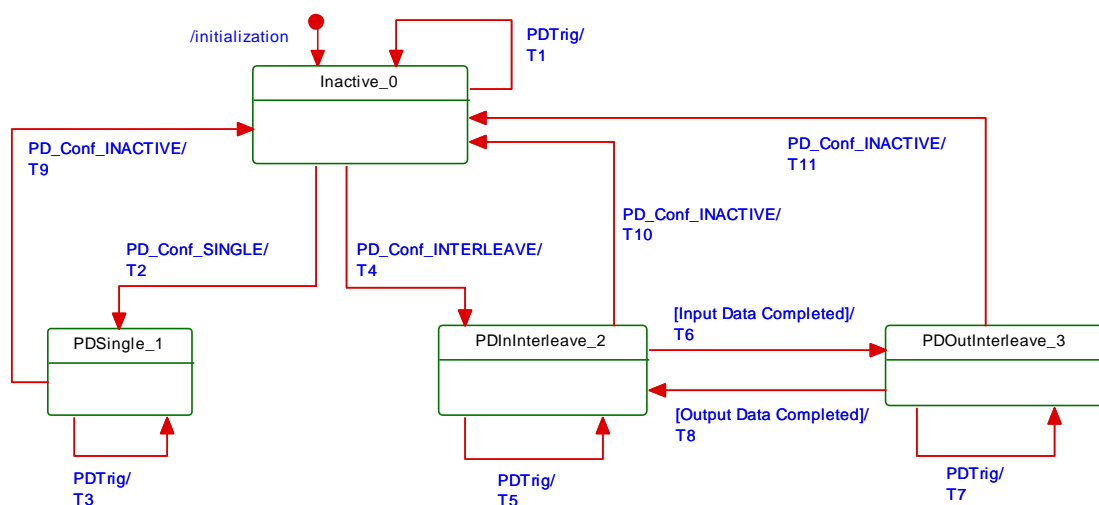 /initialization
PDTrig/
T1
Inactive_0
PD_Conf_INACTIVE/
T9
PD_Conf_INACTIVE/
T11
PD_Conf_INACTIVE/
T10
PD_Conf_SINGLE/
T2
PD_Conf_INTERLEAVE/
T4
[Input Data Completed]/
T6
PDSingle_1
PDInInterleave_2
PDOutInterleave_3
[Output Data Completed]/
T8
PDTrig/
T3
PDTrig/
T5
PDTrig/
T7